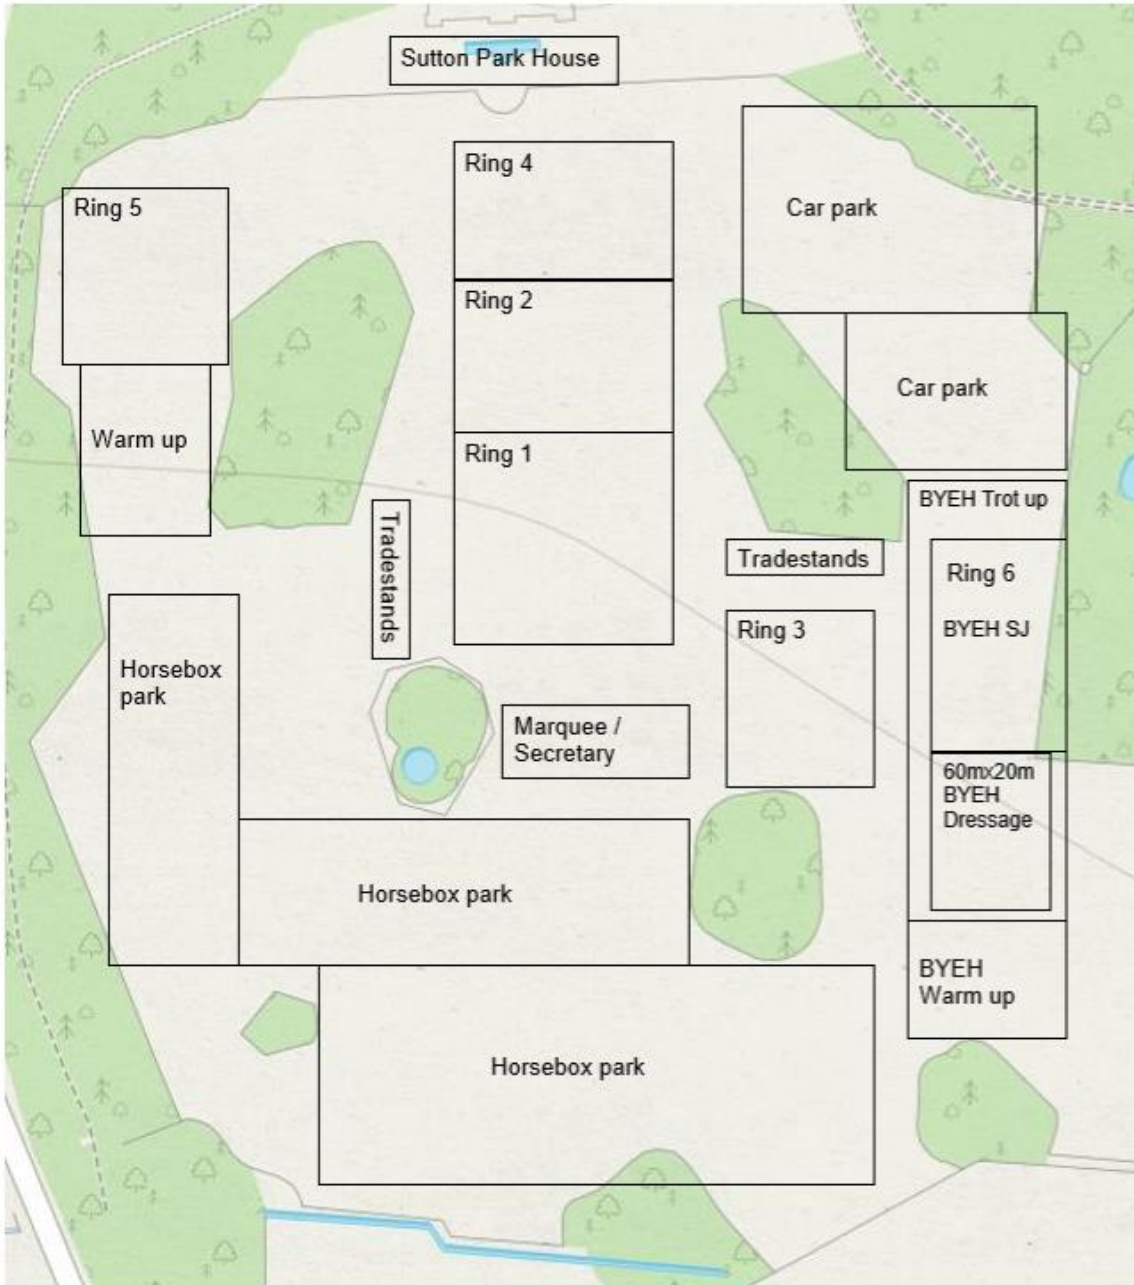 Sutton Park House
Ring 4
Ring 5
Car park
Ring 2
Car park
Warm up
Ring 1
BYEH Trot up
Tradestands
Tradestands
Ring 6
BYEH SJ
Ring 3
Horsebox
park
Marquee /
Secretary
60mx20m
BYEH
Dressage
Horsebox park
BYEH
Warm up
Horsebox park